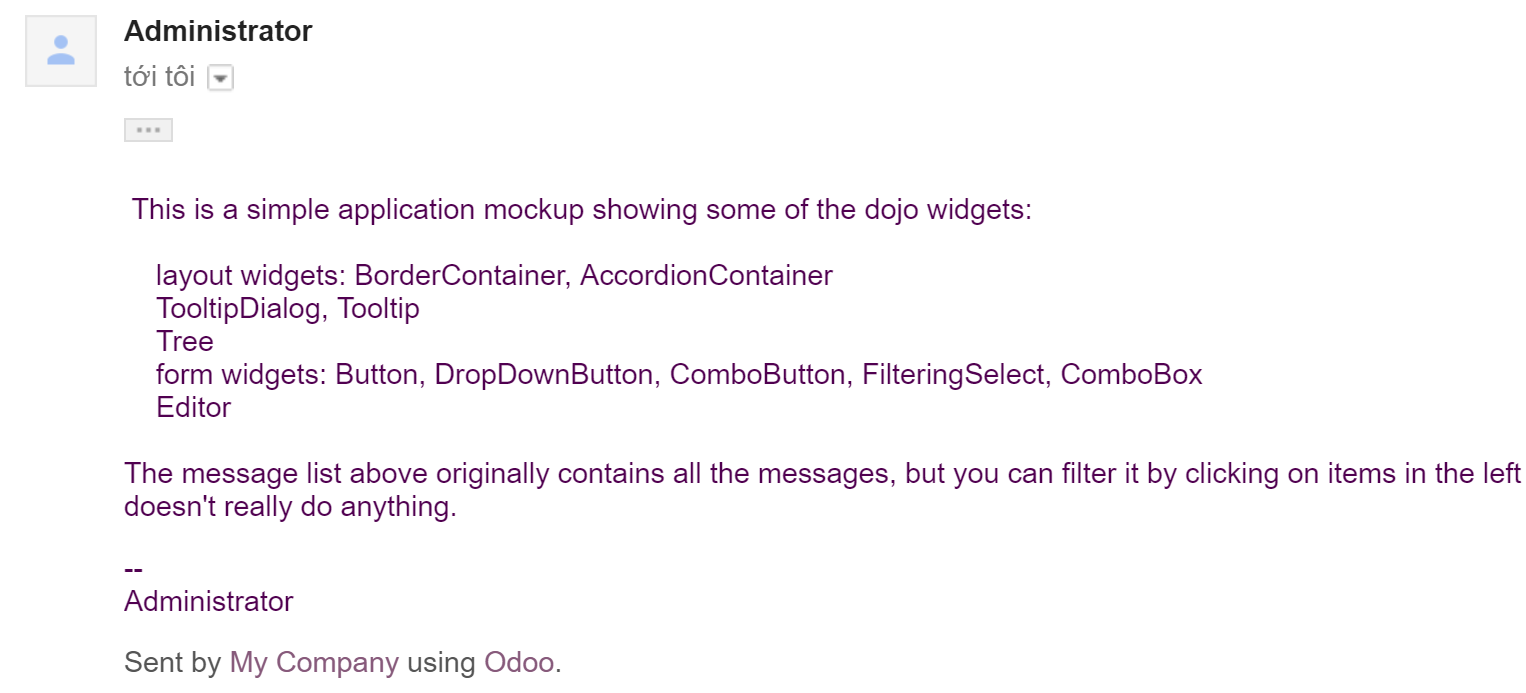 Administrator
tới tôi
This is a simple application mockup showing some of the dojo widgets:
layout widgets: BorderContainer, AccordionContainer
TooltipDialog, Tooltip
Tree
form widgets: Button, DropDownButton, ComboButton, FilteringSelect, ComboBox
Editor
The message list above originally contains all the messages, but you can filter it by clicking on items in the left
doesn't really do anything.
--
Administrator
Sent by My Company using Odoo.